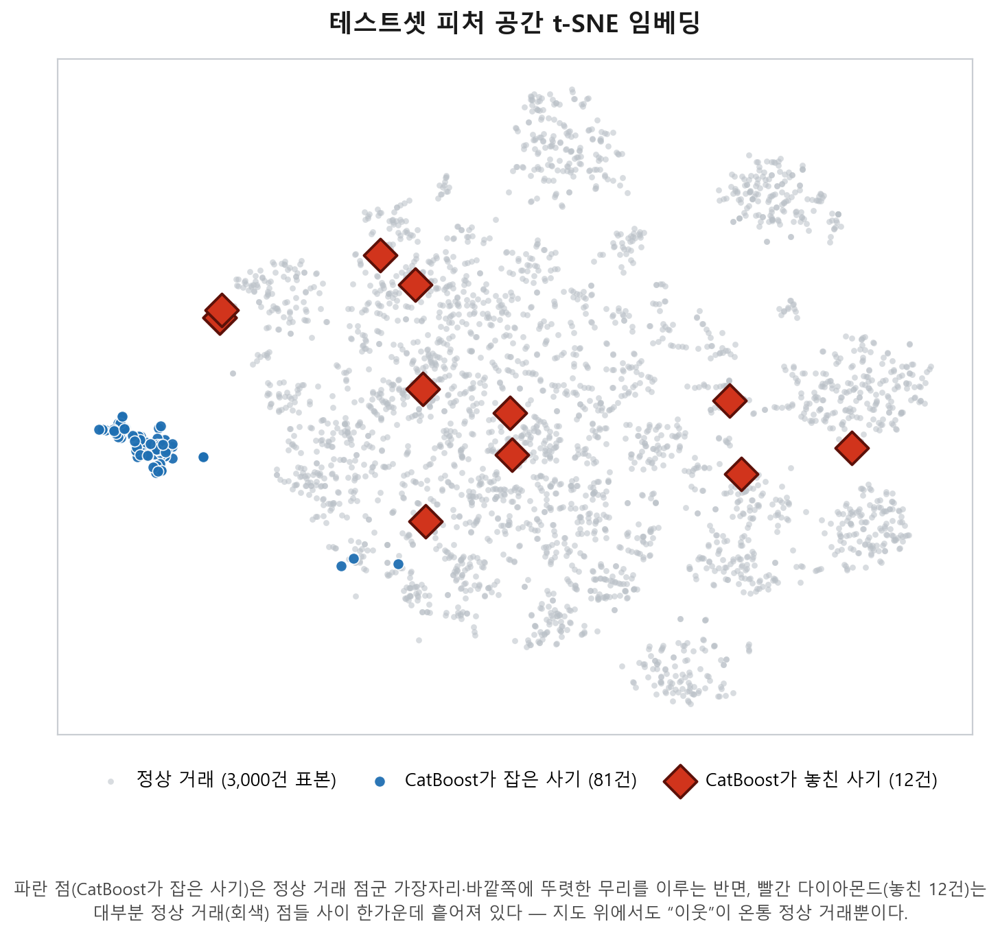 테스트셋 피처 공간 t-SNE 임베딩
정상 거래 (3,000건 표본)
CatBoost가 잡은 사기 (81건)
CatBoost가 놓친 사기 (12건)
파란 점(CatBoost가 잡은 사기)은 정상 거래 점군 가장자리·바깥쪽에 뚜렷한 무리를 이루는 반면, 빨간 다이아몬드(놓친 12건)는
대부분 정상 거래(회색) 점들 사이 한가운데 흩어져 있다 — 지도 위에서도 “이웃”이 온통 정상 거래뿐이다.